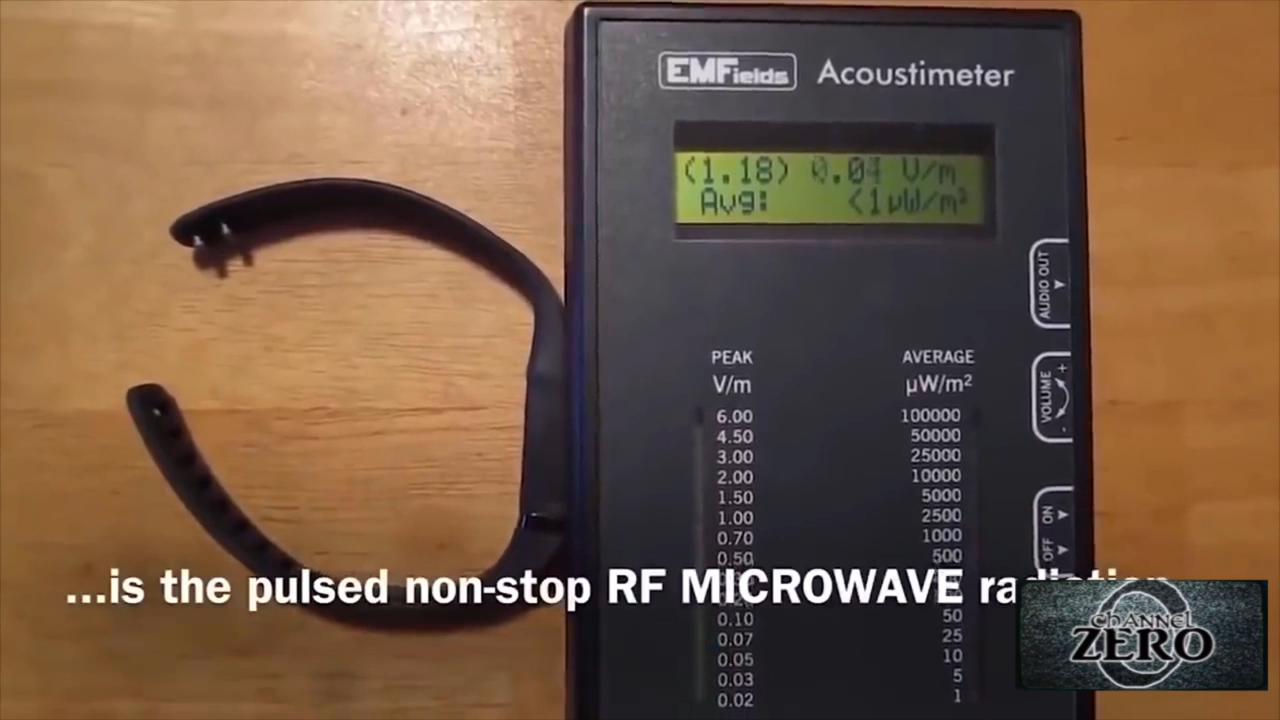 EMFields Acoustimeter
(1.18) 0.04 V/m
Avg: <1µW/m²
AUDIO OUT
PEAK AVERAGE
V/m µW/m²
VOLUME
+
-
6.00 100000
4.50 50000
3.00 25000
2.00 10000
1.50 5000
1.00 2500
0.70 1000
0.50 500
ON
OFF
...is the pulsed non-stop RF MICROWAVE radiation
0.10 50
0.07 25
0.05 10
0.03 5
0.02 1
chANNEL
ZERO